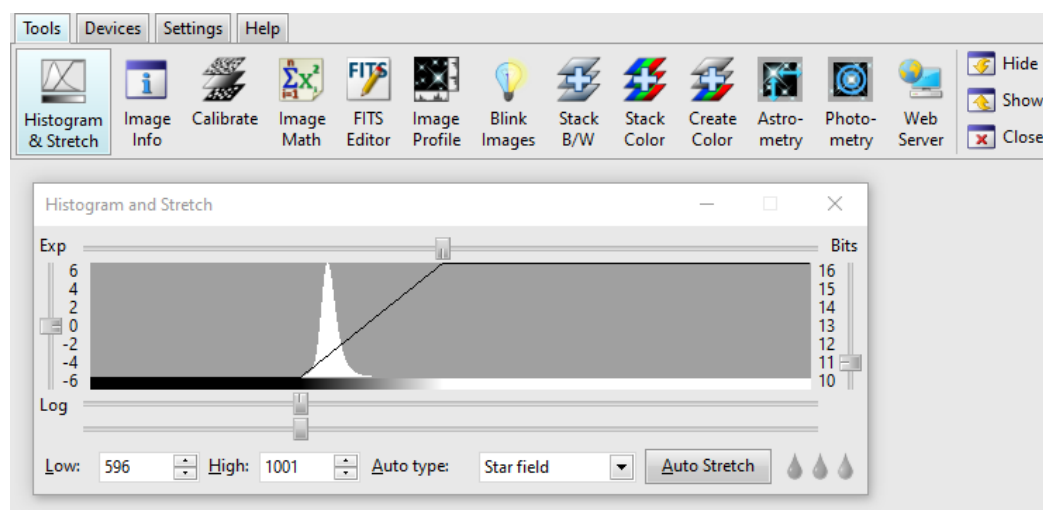 Tools Devices Settings Help
Histogram & Stretch
Image Info
Calibrate
Image Math
FITS Editor
Image Profile
Blink Images
Stack B/W
Stack Color
Create Color
Astro-metry
Photo-metry
Web Server
Hide
Show
Close
Histogram and Stretch
Exp
6
4
2
0
-2
-4
-6
Log
Bits
16
15
14
13
12
11
10
Low: 596 High: 1001 Auto type: Star field Auto Stretch